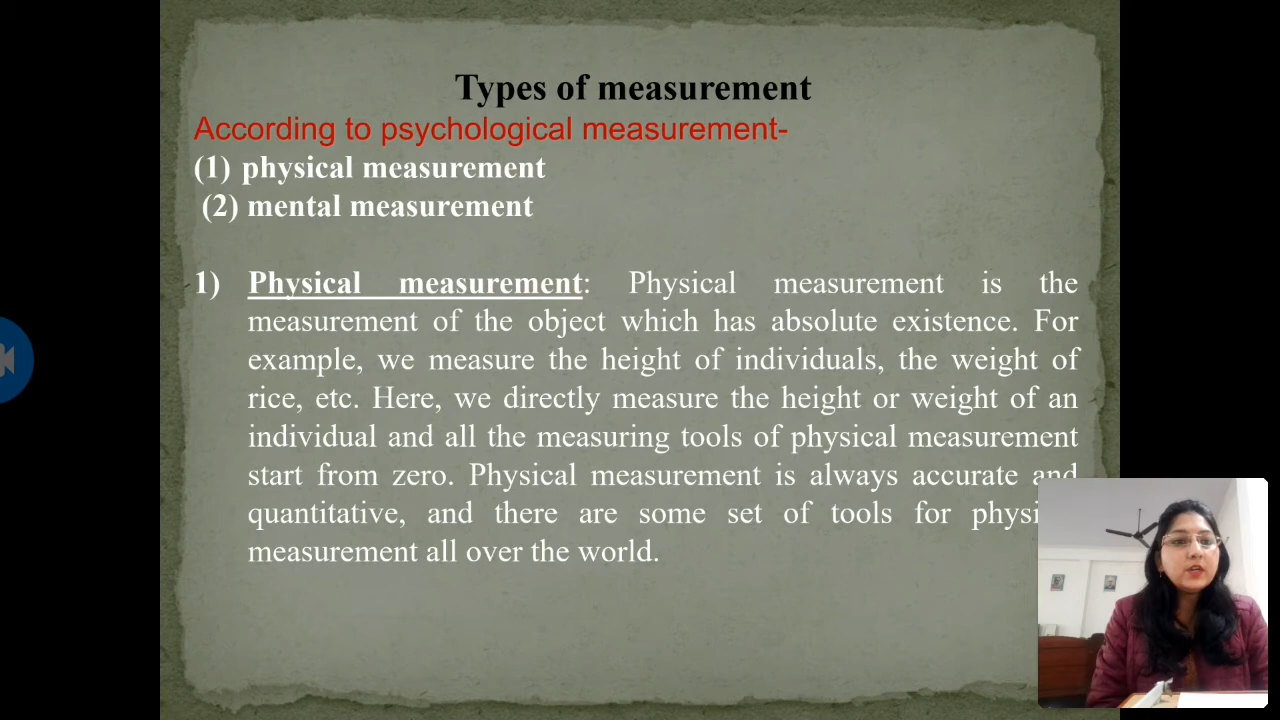 Types of measurement
According to psychological measurement-
(1) physical measurement
(2) mental measurement
1) Physical measurement: Physical measurement is the
measurement of the object which has absolute existence. For
example, we measure the height of individuals, the weight of
rice, etc. Here, we directly measure the height or weight of an
individual and all the measuring tools of physical measurement
start from zero. Physical measurement is always accurate and
quantitative, and there are some set of tools for
measurement all over the world.